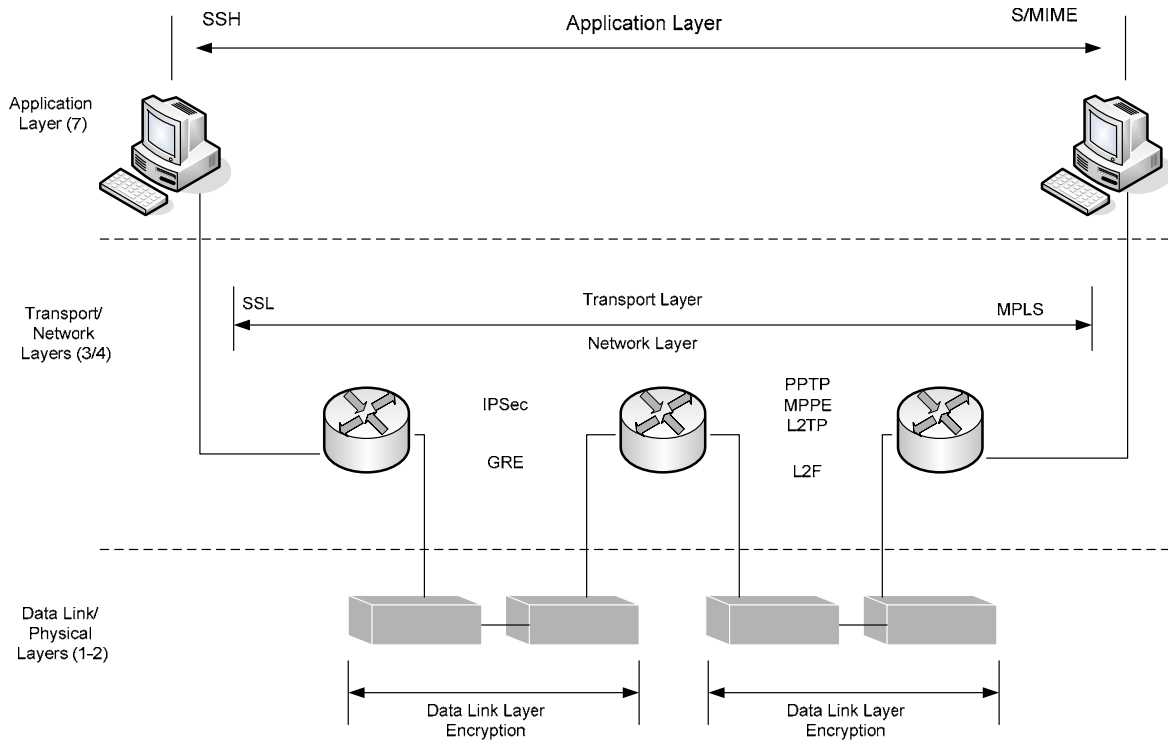 SSH
Application Layer
S/MIME
Application
Layer (7)
SSL
Transport Layer
MPLS
Network Layer
Transport/
Network
Layers (3/4)
IPSec
GRE
PPTP
MPPE
L2TP
L2F
Data Link/
Physical
Layers (1-2)
Data Link Layer
Encryption
Data Link Layer
Encryption